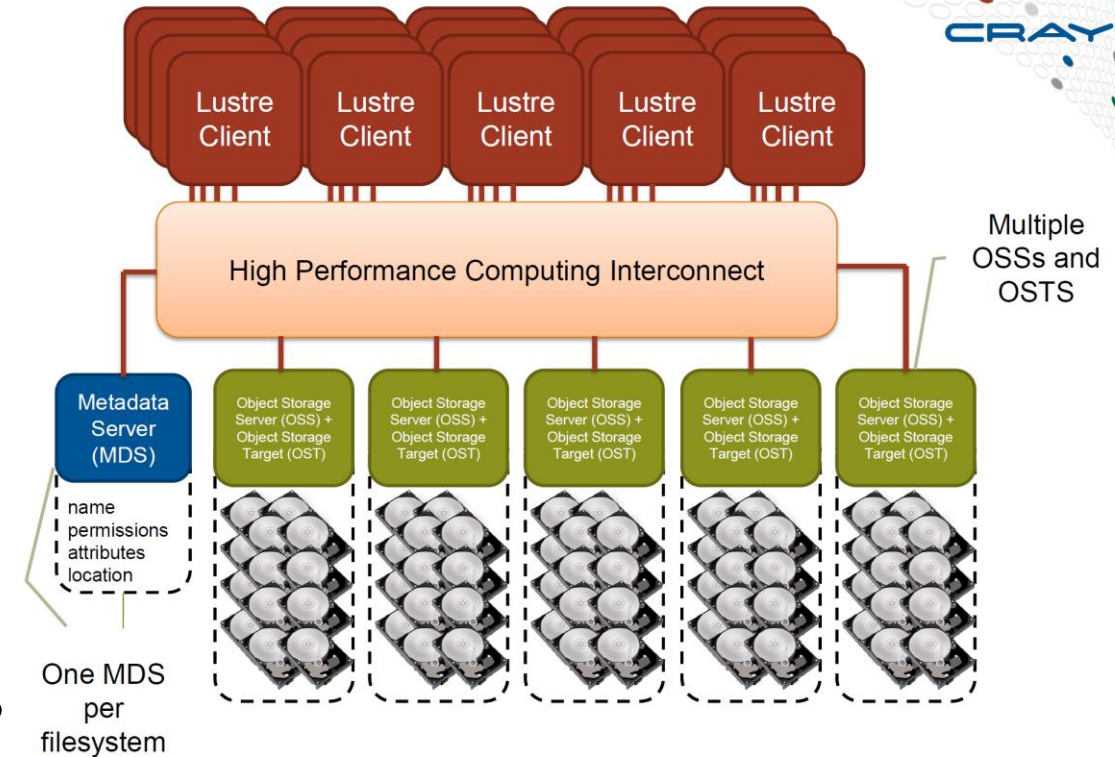 CRAY
Lustre
Client
Lustre
Client
Lustre
Client
Lustre
Client
Lustre
Client
High Performance Computing Interconnect
Multiple
OSSs and
OSTS
Metadata
Server
(MDS)
Object Storage
Server (OSS) +
Object Storage
Target (OST)
Object Storage
Server (OSS) +
Object Storage
Target (OST)
Object Storage
Server (OSS) +
Object Storage
Target (OST)
Object Storage
Server (OSS) +
Object Storage
Target (OST)
Object Storage
Server (OSS) +
Object Storage
Target (OST)
name
permissions
attributes
location
One MDS
per
filesystem